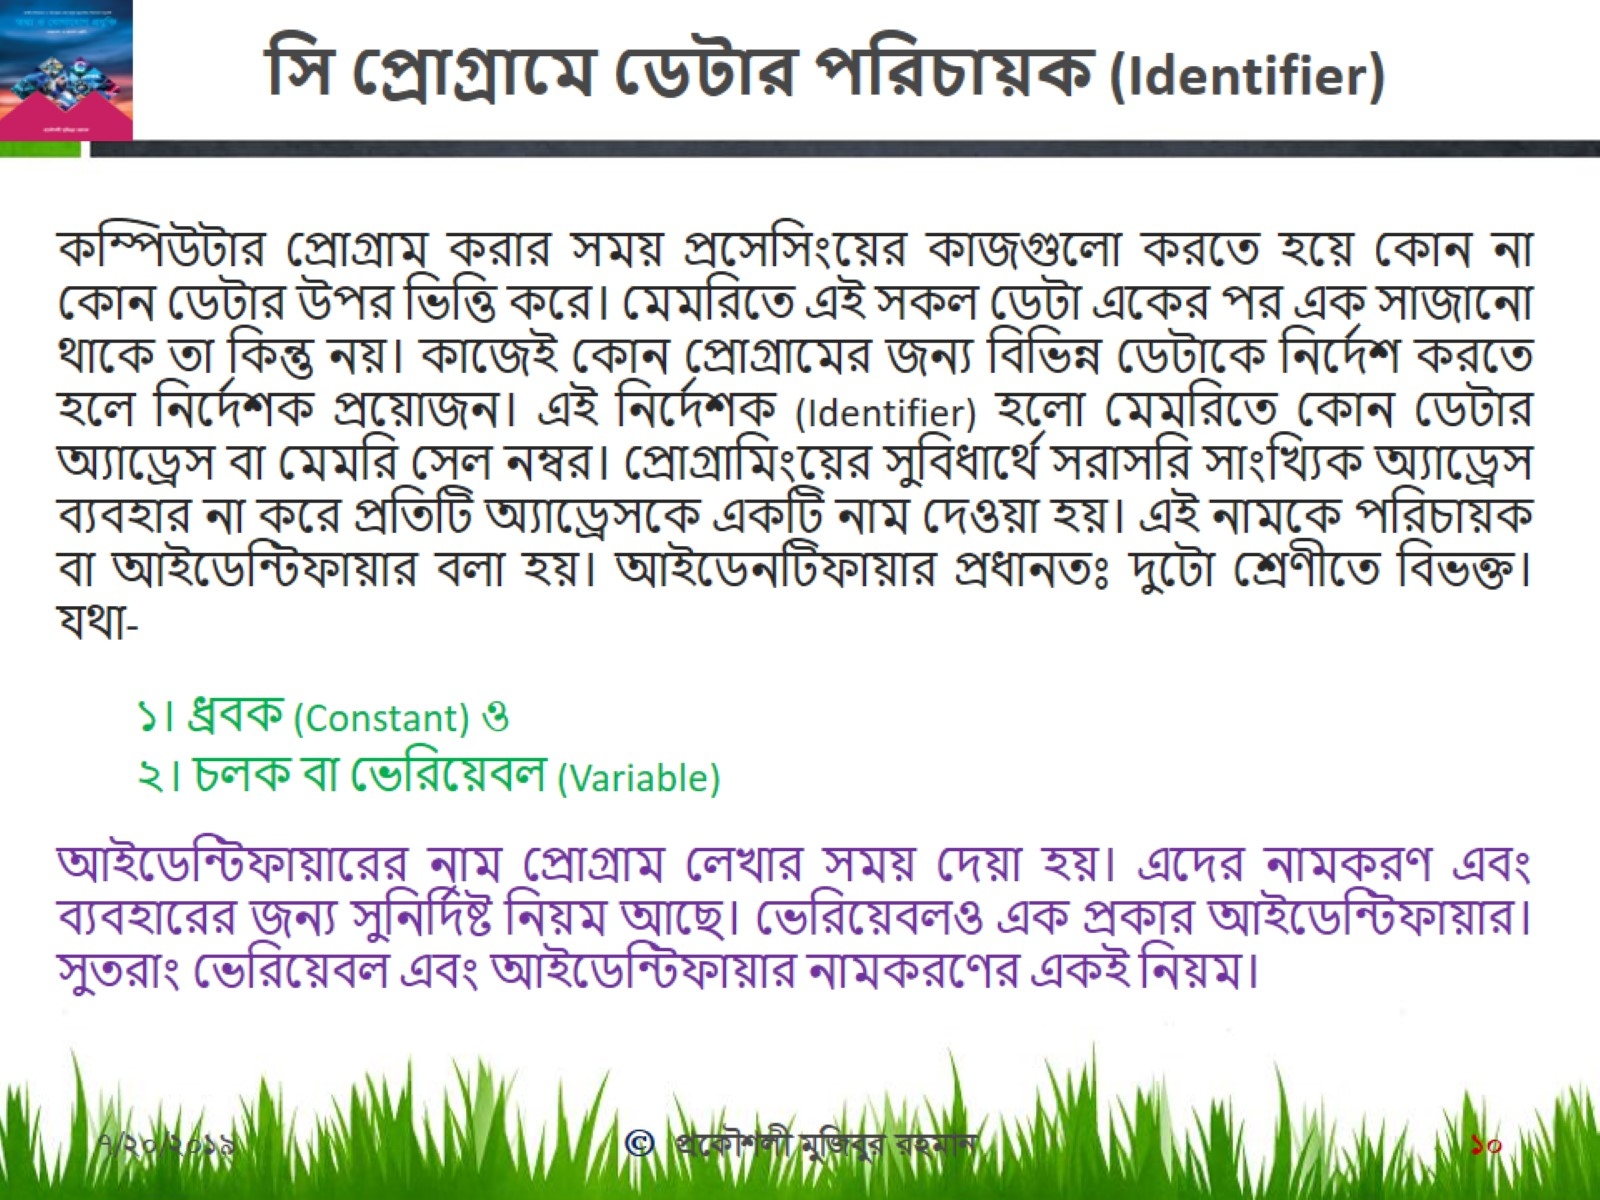 সি প্রোগ্রামে ডেটার পরিচায়ক (Identifier)
কম্পিউটার প্রোগ্রাম করার সময় প্রসেসিংয়ের কাজগুলো করতে হয়ে কোন না
কোন ডেটার উপর ভিত্তি করে। মেমরিতে এই সকল ডেটা একের পর এক সাজানো
থাকে তা কিন্তু নয়। কাজেই কোন প্রোগ্রামের জন্য বিভিন্ন ডেটাকে নির্দেশ করতে
হলে নির্দেশক প্রয়োজন। এই নির্দেশক (Identifier) হলো মেমরিতে কোন ডেটার
অ্যাড্রেস বা মেমরি সেল নম্বর। প্রোগ্রামিংয়ের সুবিধার্থে সরাসরি সাংখ্যিক অ্যাড্রেস
ব্যবহার না করে প্রতিটি অ্যাড্রেসকে একটি নাম দেওয়া হয়। এই নামকে পরিচায়ক
বা আইডেন্টিফায়ার বলা হয়। আইডেনটিফায়ার প্রধানতঃ দুটো শ্রেণীতে বিভক্ত।
যথা-
১। ধ্রবক (Constant) ও
২। চলক বা ভেরিয়েবল (Variable)
আইডেন্টিফায়ারের নাম প্রোগ্রাম লেখার সময় দেয়া হয়। এদের নামকরণ এবং
ব্যবহারের জন্য সুনির্দিষ্ট নিয়ম আছে। ভেরিয়েবলও এক প্রকার আইডেন্টিফায়ার।
সুতরাং ভেরিয়েবল এবং আইডেন্টিফায়ার নামকরণের একই নিয়ম।
৭/২০/২০১৯
© প্রকৌশলী মুজিবুর রহমান
১০